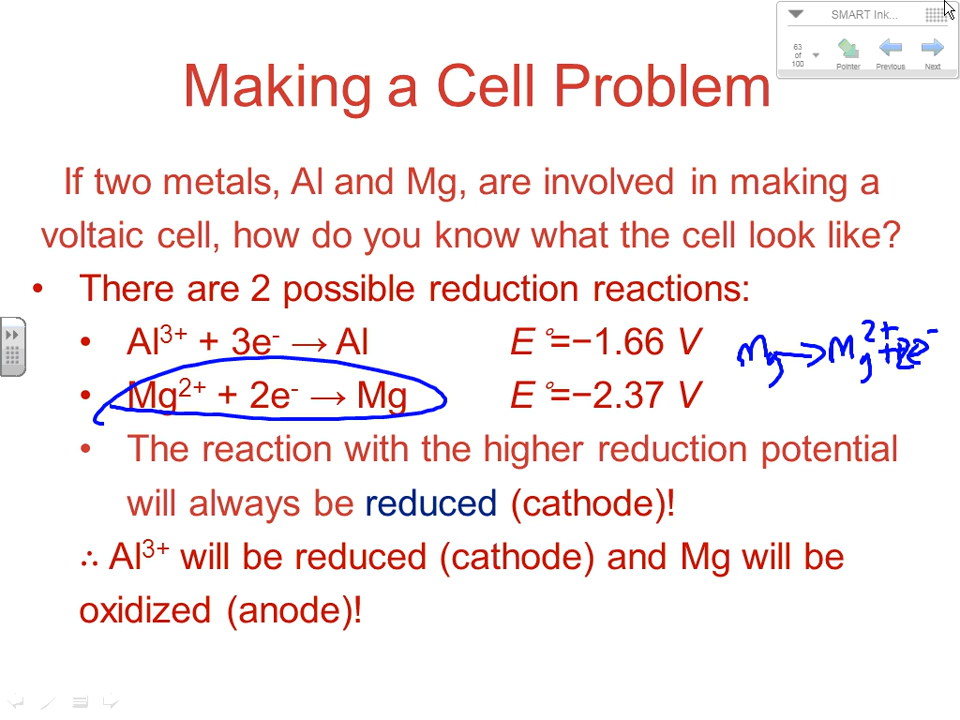 SMART Ink...
63
of
100
Pointer Previous Next
Making a Cell Problem
If two metals, Al and Mg, are involved in making a
voltaic cell, how do you know what the cell look like?
• There are 2 possible reduction reactions:
• Al³⁺ + 3e⁻ → Al E°=−1.66 V
Mg → Mg²⁺ + 2e⁻
• Mg²⁺ + 2e⁻ → Mg E°=−2.37 V
• The reaction with the higher reduction potential
will always be reduced (cathode)!
∴ Al³⁺ will be reduced (cathode) and Mg will be
oxidized (anode)!